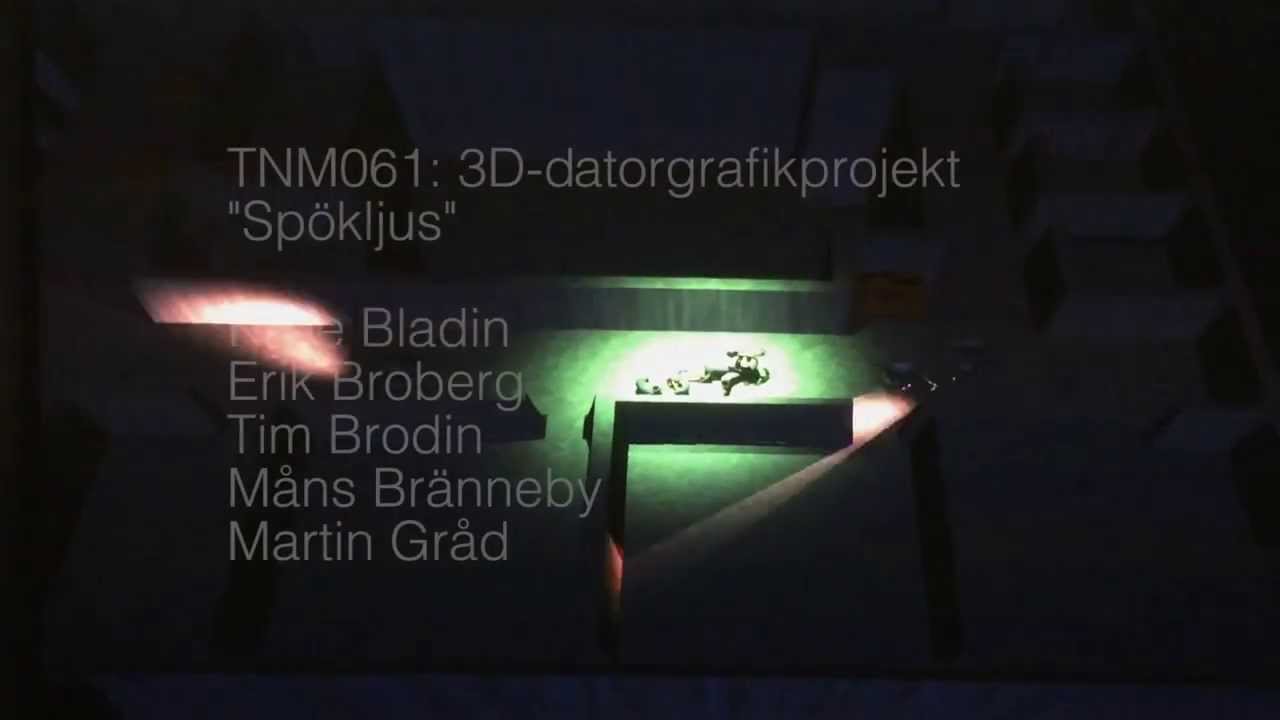 TNM061: 3D-datorgrafikprojekt
"Spökljus"
Bladin
Erik Broberg
Tim Brodin
Måns Bränneby
Martin Gråd